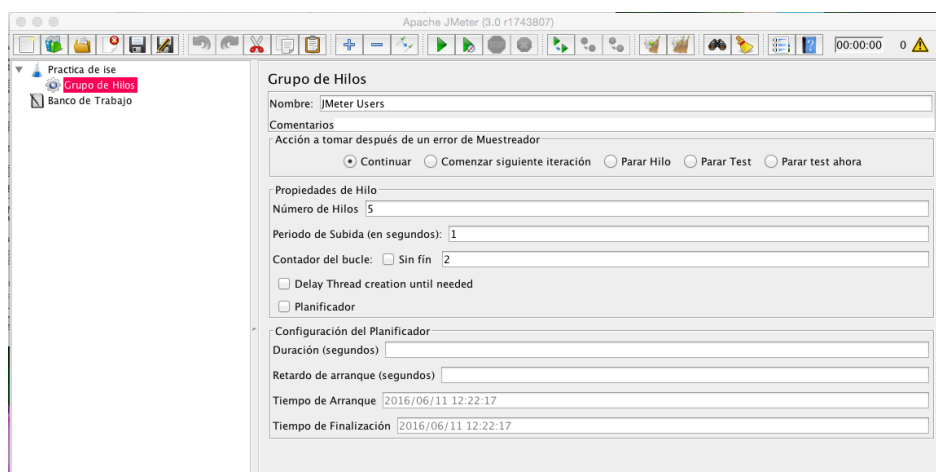 Apache JMeter (3.0 r1743807)
00:00:00 0
Practica de ise
Grupo de Hilos
Banco de Trabajo
Grupo de Hilos
Nombre: JMeter Users
Comentarios
Acción a tomar después de un error de Muestreador
Continuar Comenzar siguiente iteración Parar Hilo Parar Test Parar test ahora
Propiedades de Hilo
Número de Hilos 5
Periodo de Subida (en segundos): 1
Contador del bucle: Sin fín 2
Delay Thread creation until needed
Planificador
Configuración del Planificador
Duración (segundos)
Retardo de arranque (segundos)
Tiempo de Arranque 2016/06/11 12:22:17
Tiempo de Finalización 2016/06/11 12:22:17